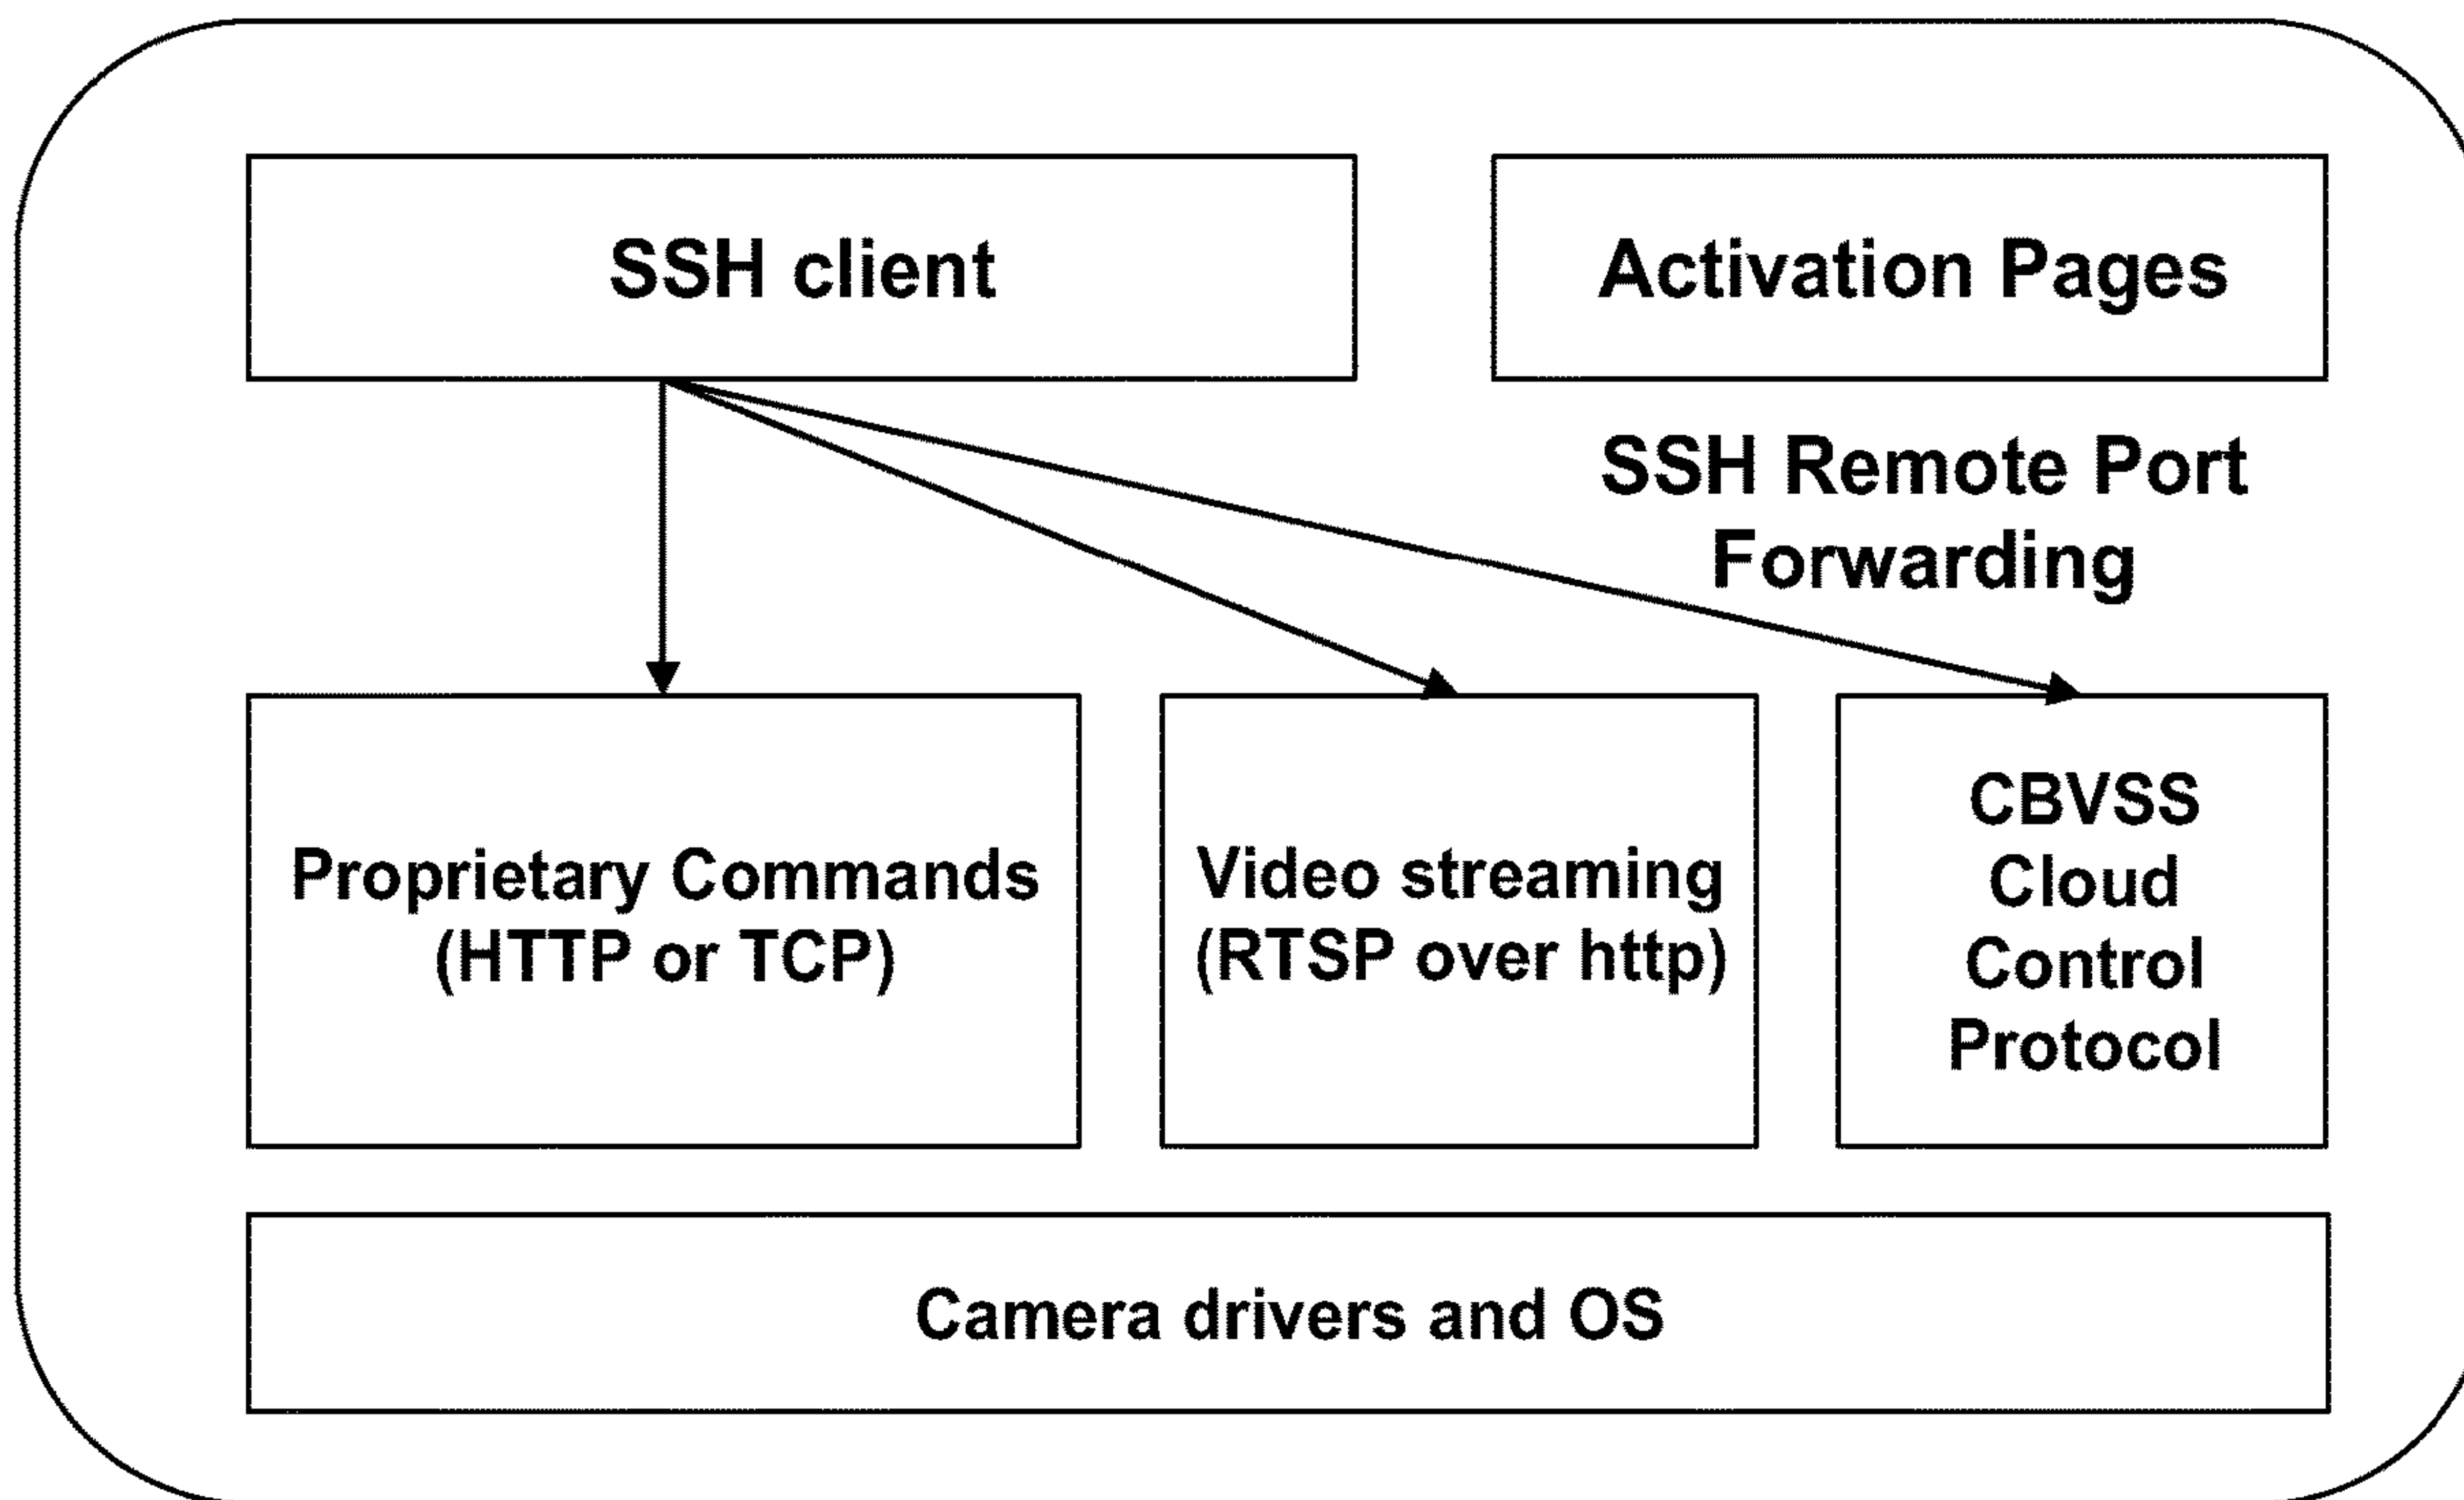 SSH client
Activation Pages
SSH Remote Port
Forwarding
Proprietary Commands
(HTTP or TCP)
Video streaming
(RTSP over http)
CBVSS
Cloud
Control
Protocol
Camera drivers and OS